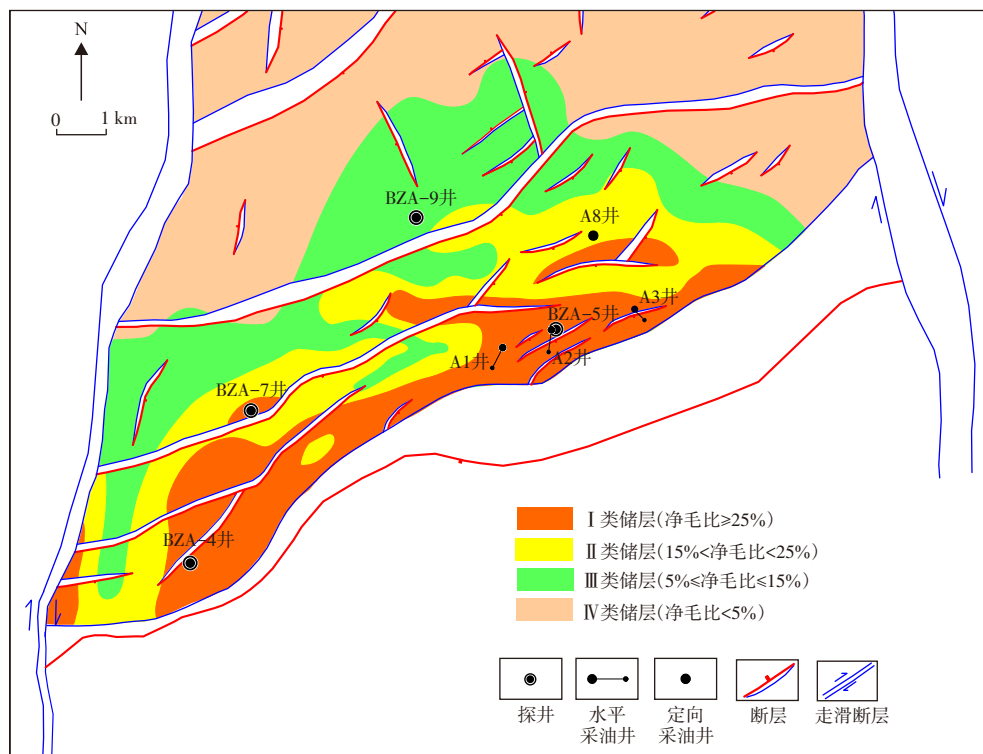 N
0 1 km
BZA-9井
A8井
A3井
BZA-5井
A1井
A2井
BZA-7井
BZA-4井
Ⅰ类储层(净毛比≥25%)
Ⅱ类储层(15%<净毛比<25%)
Ⅲ类储层(5%<净毛比≤15%)
Ⅳ类储层(净毛比<5%)
探井
水平
采油井
定向
采油井
断层
走滑断层